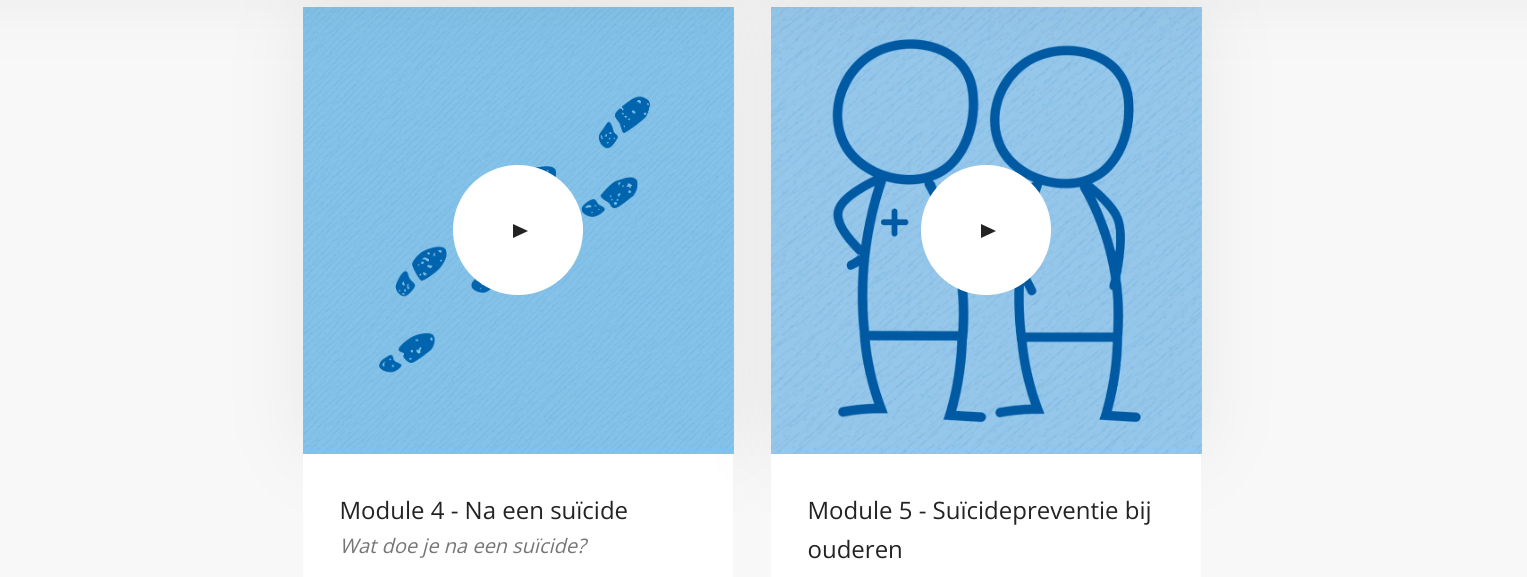 Module 4 - Na een suïcide
Wat doe je na een suïcide?
Module 5 - Suïcidepreventie bij
ouderen